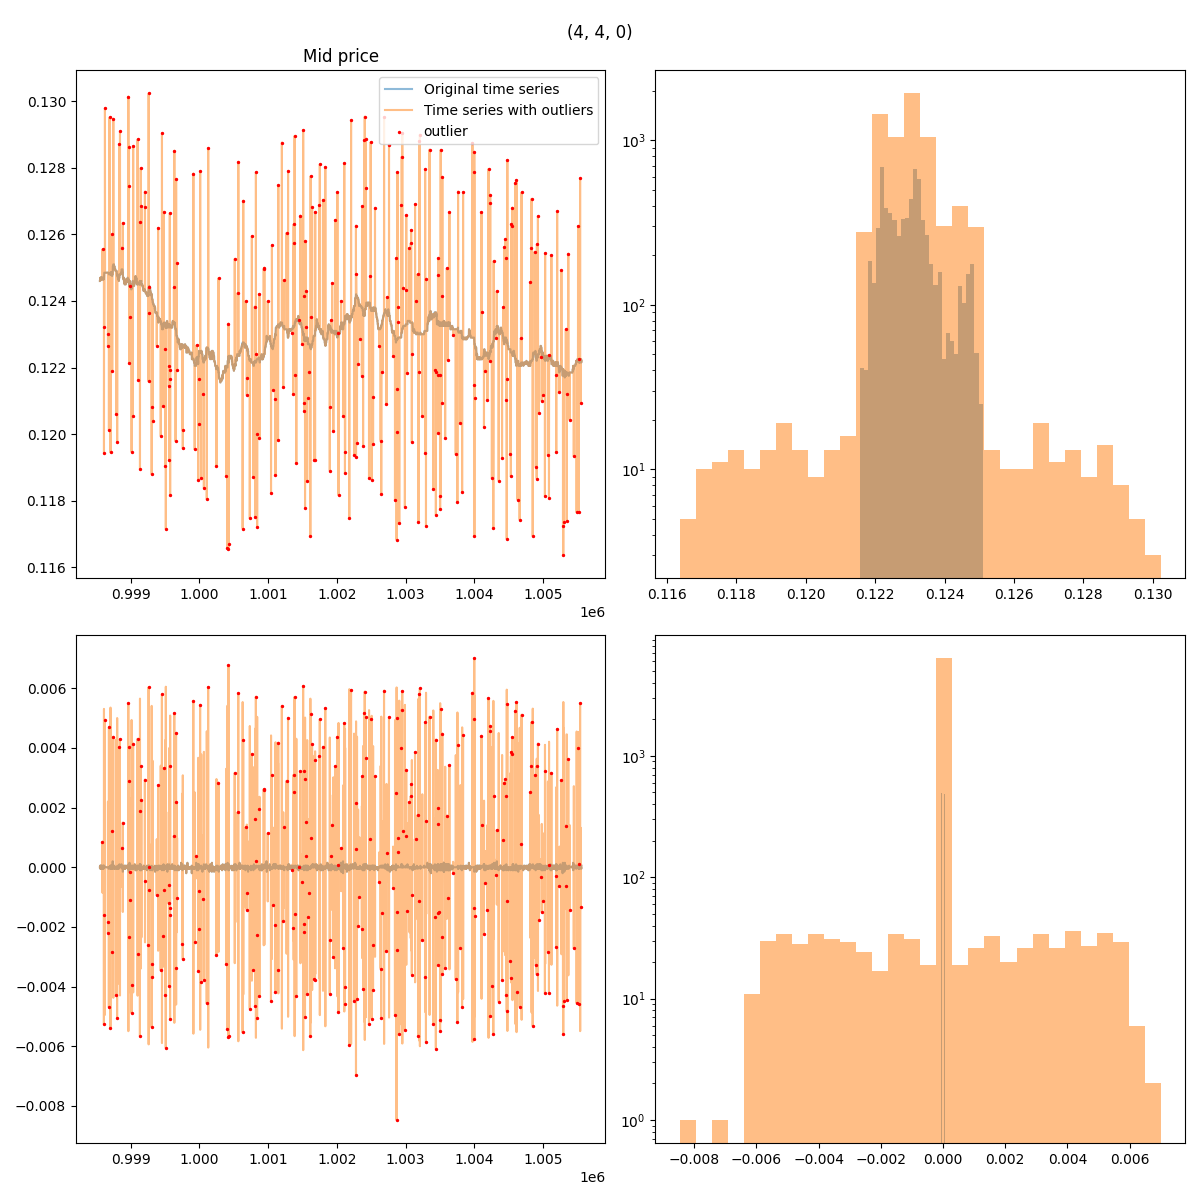 (4, 4, 0)
Mid price
Original time series
Time series with outliers
outlier
0.130
0.128
0.126
0.124
0.122
0.120
0.118
0.116
0.999 1.000 1.001 1.002 1.003 1.004 1.005
1e6
10³
10²
10¹
0.116 0.118 0.120 0.122 0.124 0.126 0.128 0.130
0.006
0.004
0.002
0.000
−0.002
−0.004
−0.006
−0.008
0.999 1.000 1.001 1.002 1.003 1.004 1.005
1e6
10³
10²
10¹
10⁰
−0.008 −0.006 −0.004 −0.002 0.000 0.002 0.004 0.006